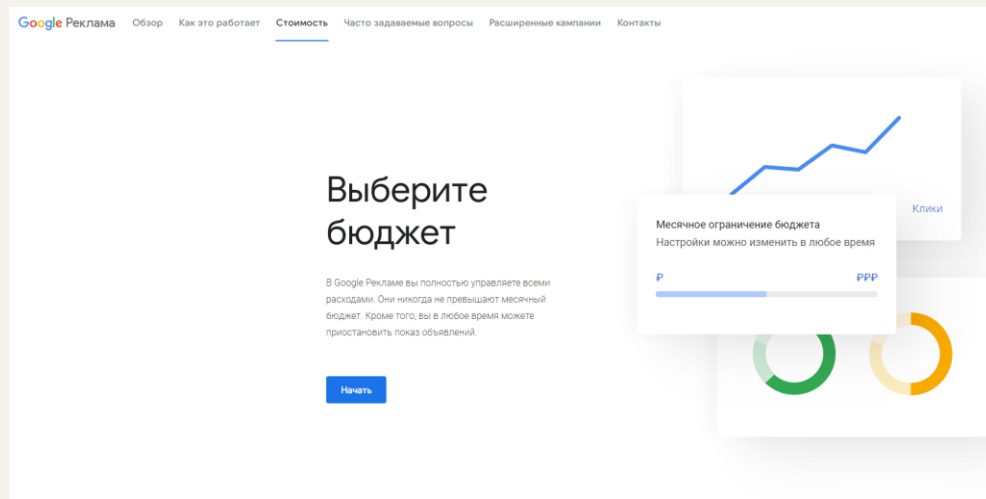 Google Реклама Обзор Как это работает Стоимость Часто задаваемые вопросы Расширенные кампании Контакты
Выберите
бюджет
В Google Рекламе вы полностью управляете всеми
расходами. Они никогда не превышают месячный
бюджет. Кроме того, вы в любое время можете
приостановить показ объявлений.
Начать
Клики
Месячное ограничение бюджета
Настройки можно изменить в любое время
₽ ₽₽₽